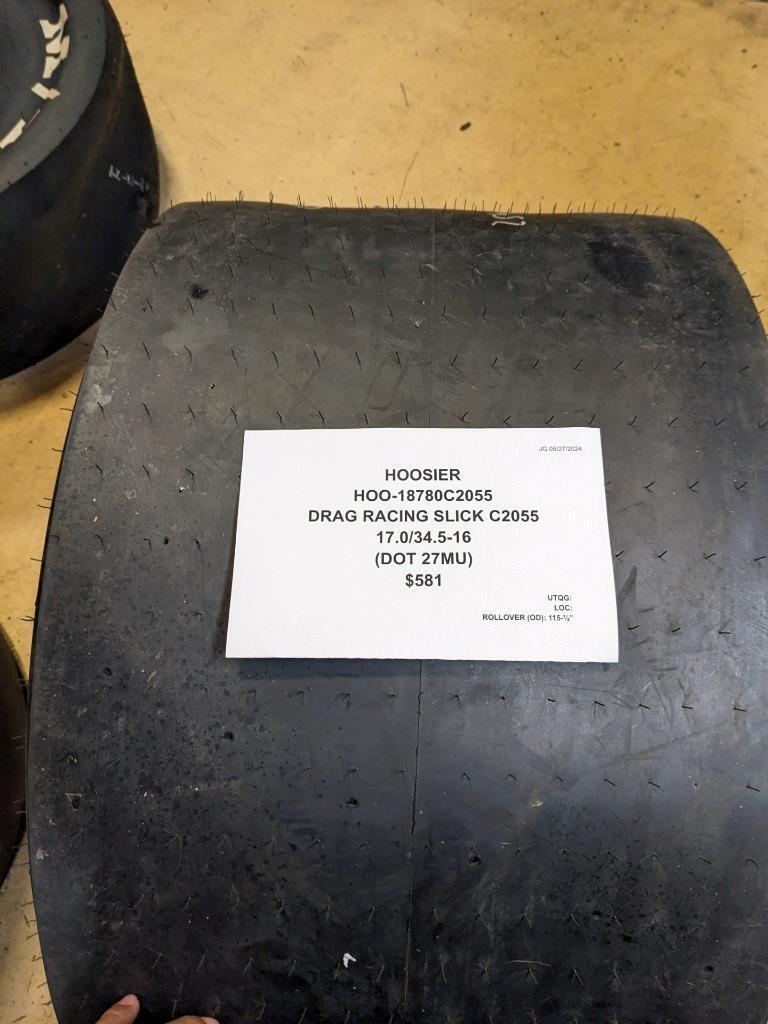 JG 05/27/2024
HOOSIER
HOO-18780C2055
DRAG RACING SLICK C2055
17.0/34.5-16
(DOT 27MU)
$581
UTQG:
LOC:
ROLLOVER (OD): 115-½"